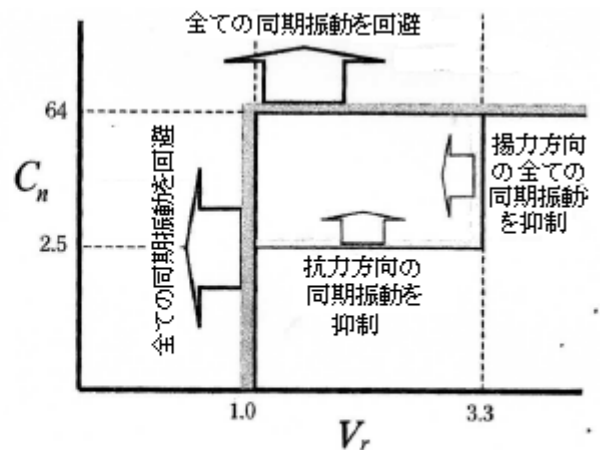 全ての同期振動を回避
64
全ての同期振動を回避
揚力方向
の全ての
同期振動
を抑制
C_n
2.5
抗力方向の
同期振動を
抑制
1.0
3.3
V_r